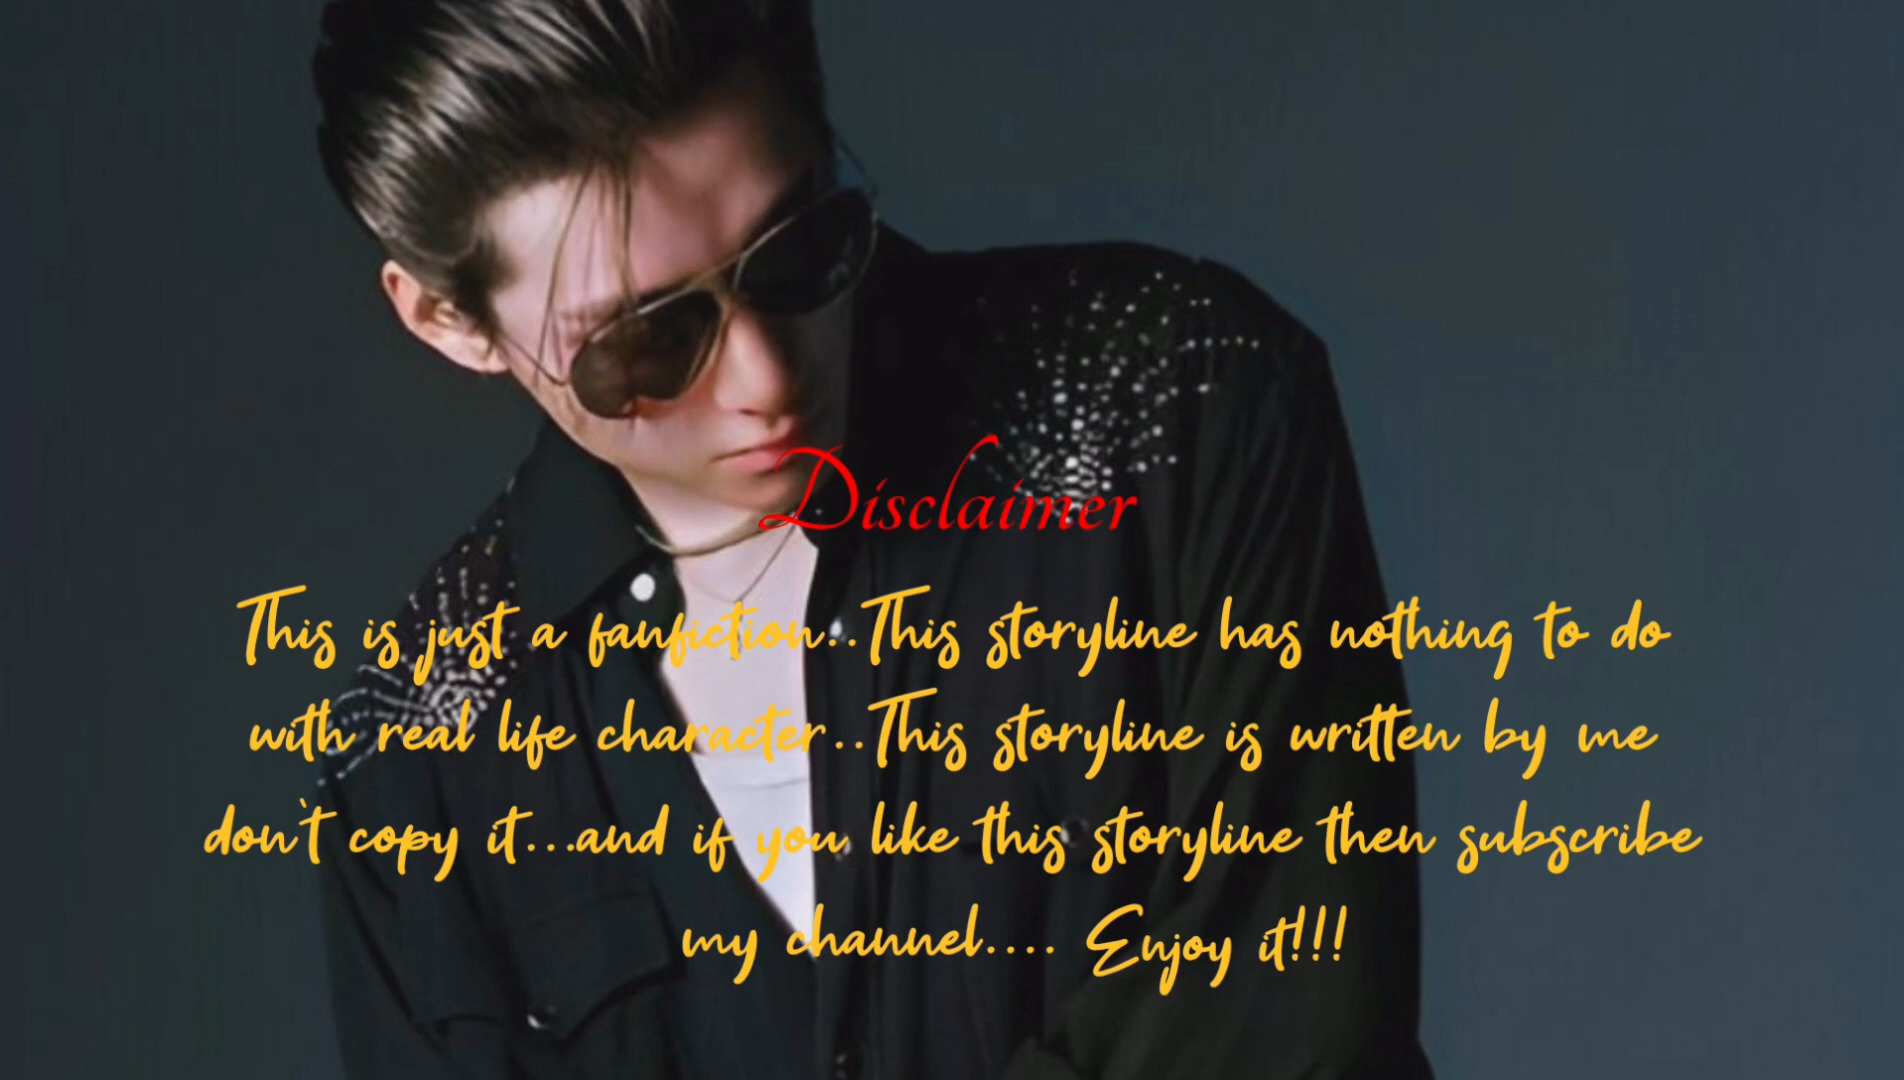 Disclaimer
This is just a fanfiction..This storyline has nothing to do
with real life character..This storyline is written by me
don't copy it...and if you like this storyline then subscribe
my channel.... Enjoy it!!!